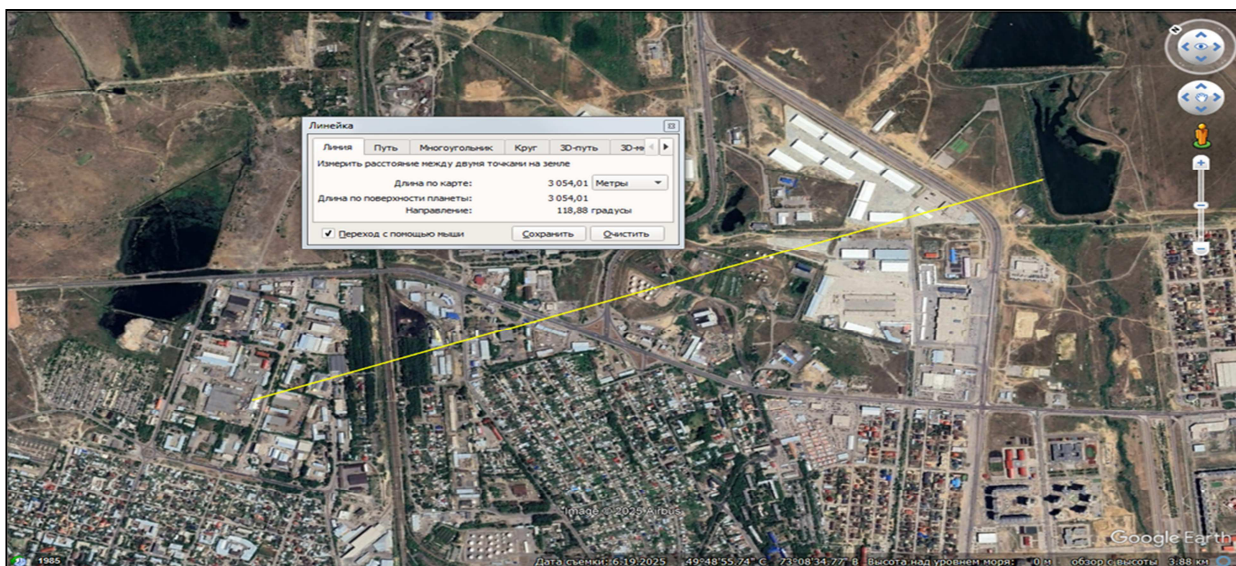 N
Линейка
Линия Путь Многоугольник Круг 3D-путь
Измерить расстояние между двумя точками на земле
Длина по карте: 3 054,01 Метры
Длина по поверхности планеты: 3 054,01
Направление: 118,88 градусы
Переход с помощью мыши Сохранить Очистить
Image © 2025 Airbus
Google Earth
1985 Дата съемки: 6.19.2025 49°48'55.74" С 73°08'34.77" В Высота над уровнем моря: 0 м обзор с высоты 3.88 км